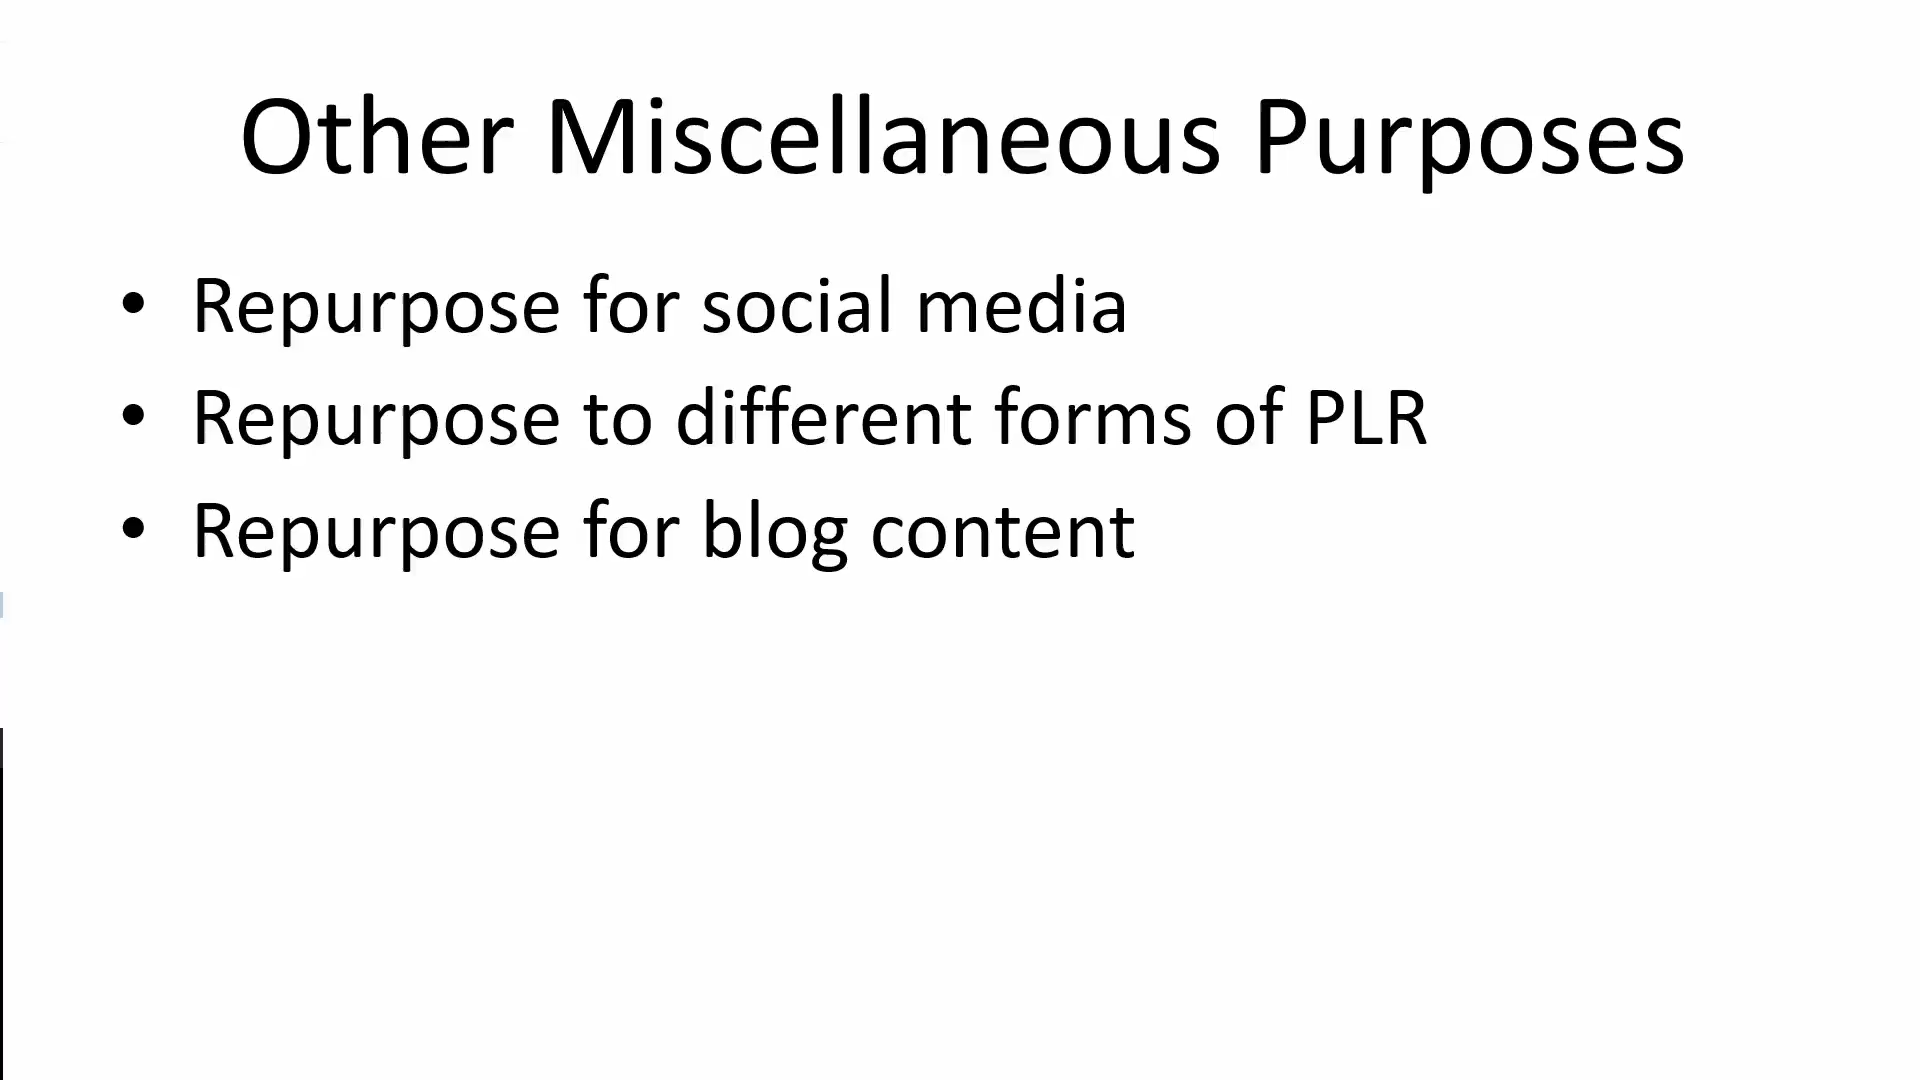 Other Miscellaneous Purposes
• Repurpose for social media
• Repurpose to different forms of PLR
• Repurpose for blog content